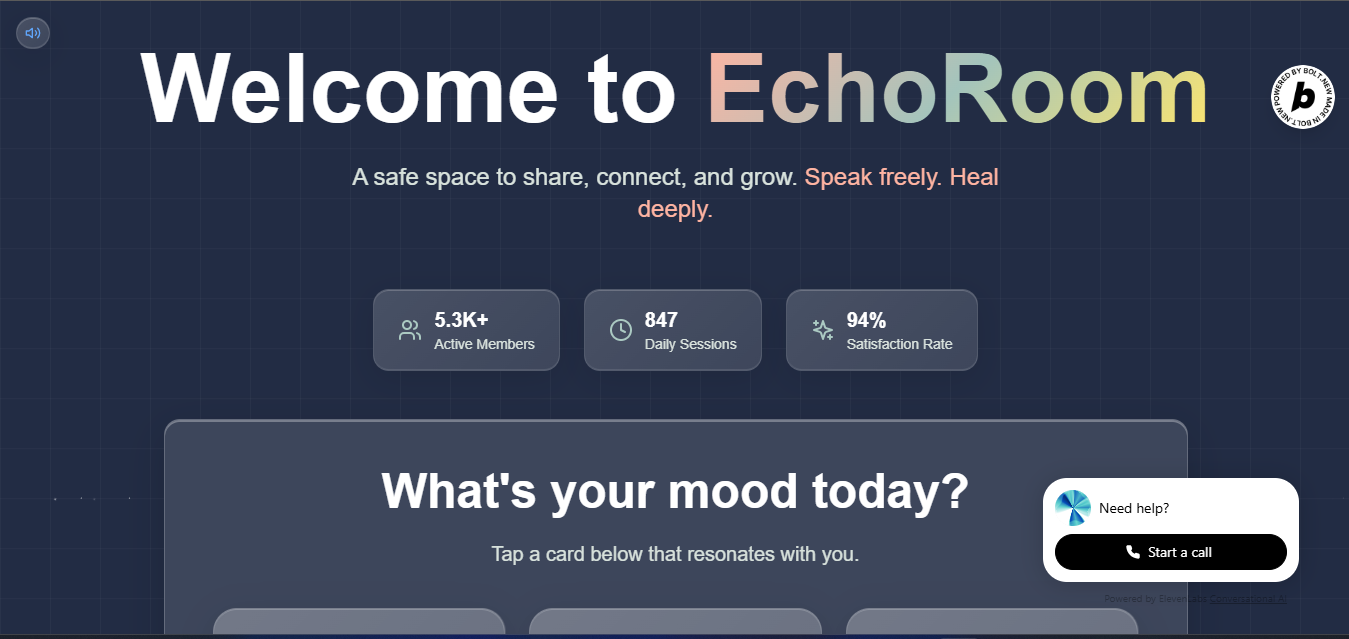 Welcome to EchoRoom
POWERED BY BOLT.NEW MADE IN BOLT.NEW
b
A safe space to share, connect, and grow. Speak freely. Heal
deeply.
5.3K+
Active Members
847
Daily Sessions
94%
Satisfaction Rate
What's your mood today?
Tap a card below that resonates with you.
Need help?
Start a call
Powered by ElevenLabs Conversational AI